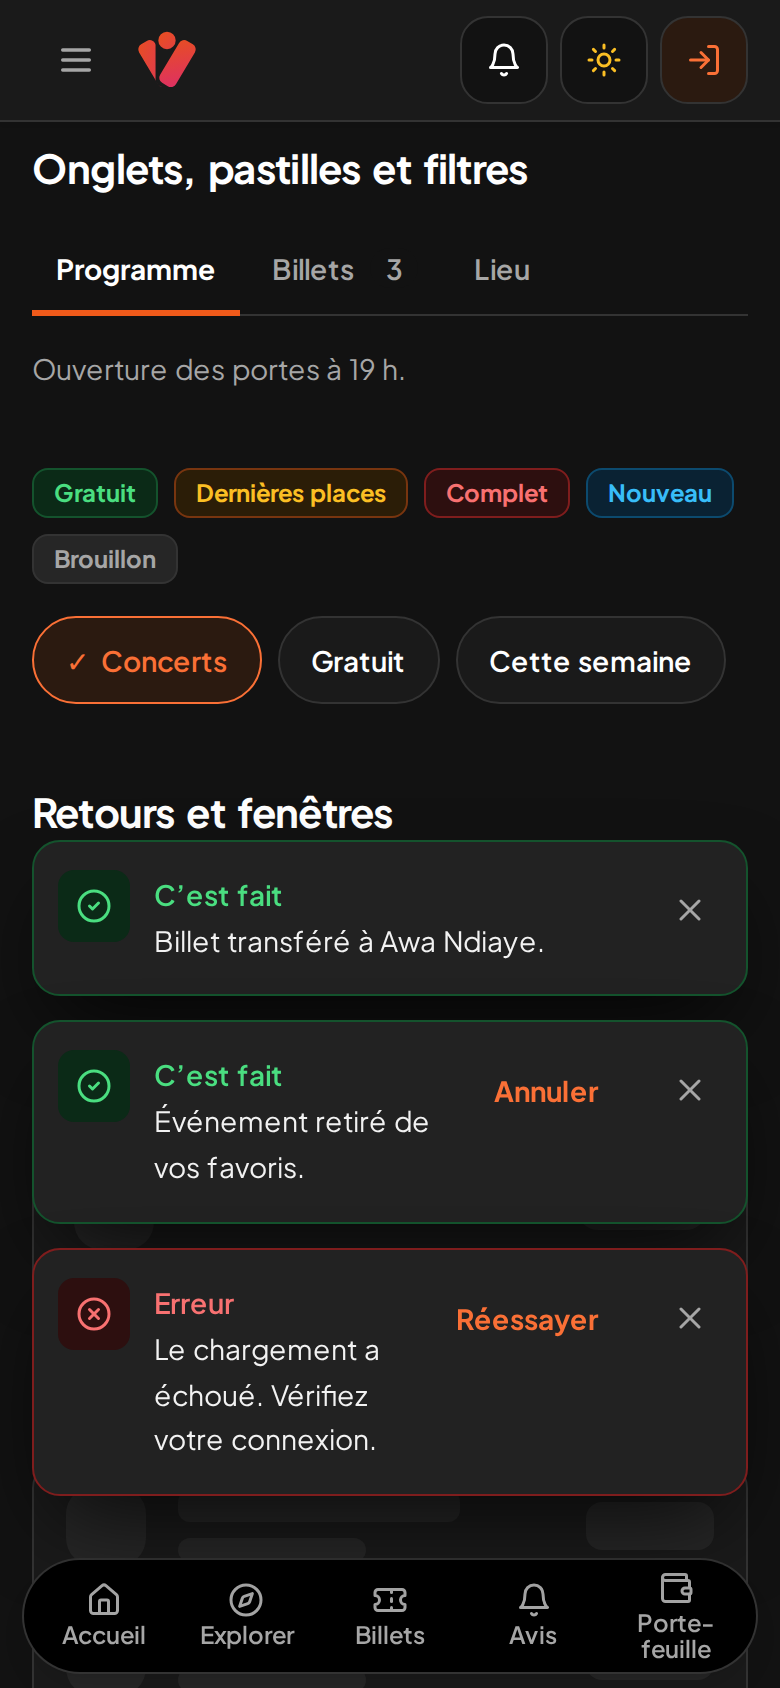 Onglets, pastilles et filtres
Programme Billets 3 Lieu
Ouverture des portes à 19 h.
Gratuit Dernières places Complet Nouveau
Brouillon
✓ Concerts Gratuit Cette semaine
Retours et fenêtres
C’est fait
Billet transféré à Awa Ndiaye.
C’est fait
Annuler
Événement retiré de
vos favoris.
Erreur
Réessayer
Le chargement a
échoué. Vérifiez
votre connexion.
Accueil Explorer Billets Avis Porte-
feuille